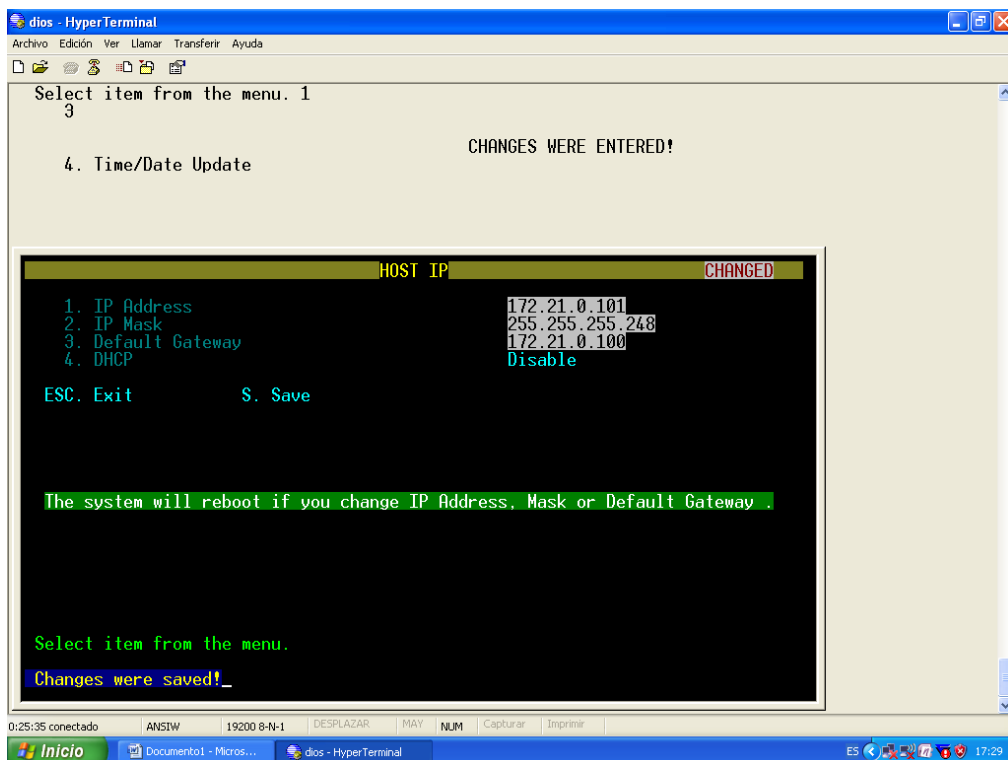 dios - HyperTerminal
Archivo Edición Ver Llamar Transferir Ayuda
Select item from the menu. 1
3
CHANGES WERE ENTERED!
4. Time/Date Update
HOST IP CHANGED
1. IP Address 172.21.0.101
2. IP Mask 255.255.255.248
3. Default Gateway 172.21.0.100
4. DHCP Disable
ESC. Exit S. Save
The system will reboot if you change IP Address, Mask or Default Gateway .
Select item from the menu.
Changes were saved!_
0:25:35 conectado ANSIW 19200 8-N-1 DESPLAZAR MAY NUM Capturar Imprimir
Inicio Documento1 - Micros... dios - HyperTerminal ES 17:29